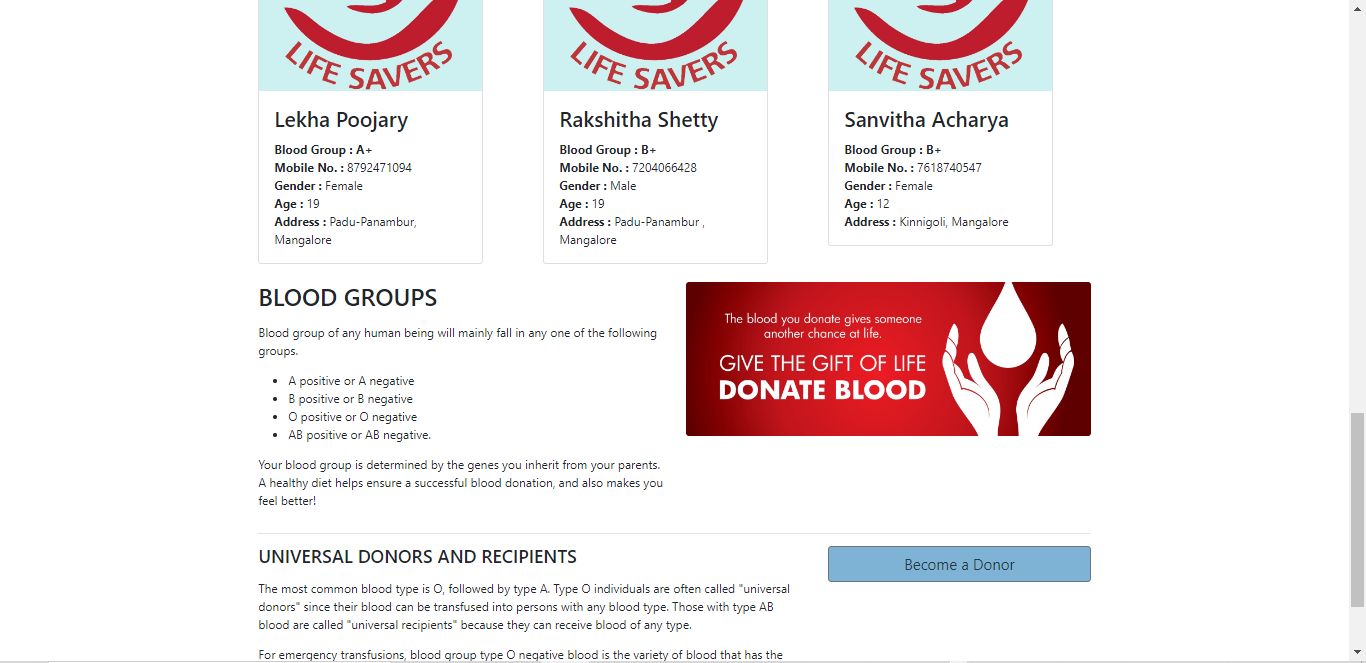 LIFE SAVERS
LIFE SAVERS
LIFE SAVERS
Lekha Poojary
Blood Group : A+
Mobile No. : 8792471094
Gender : Female
Age : 19
Address : Padu-Panambur,
Mangalore
Rakshitha Shetty
Blood Group : B+
Mobile No. : 7204066428
Gender : Male
Age : 19
Address : Padu-Panambur ,
Mangalore
Sanvitha Acharya
Blood Group : B+
Mobile No. : 7618740547
Gender : Female
Age : 12
Address : Kinnigoli, Mangalore
BLOOD GROUPS
Blood group of any human being will mainly fall in any one of the following
groups.
A positive or A negative
B positive or B negative
O positive or O negative
AB positive or AB negative.
Your blood group is determined by the genes you inherit from your parents.
A healthy diet helps ensure a successful blood donation, and also makes you
feel better!
The blood you donate gives someone
another chance at life.
GIVE THE GIFT OF LIFE
DONATE BLOOD
UNIVERSAL DONORS AND RECIPIENTS
The most common blood type is O, followed by type A. Type O individuals are often called "universal
donors" since their blood can be transfused into persons with any blood type. Those with type AB
blood are called "universal recipients" because they can receive blood of any type.
For emergency transfusions, blood group type O negative blood is the variety of blood that has the
Become a Donor